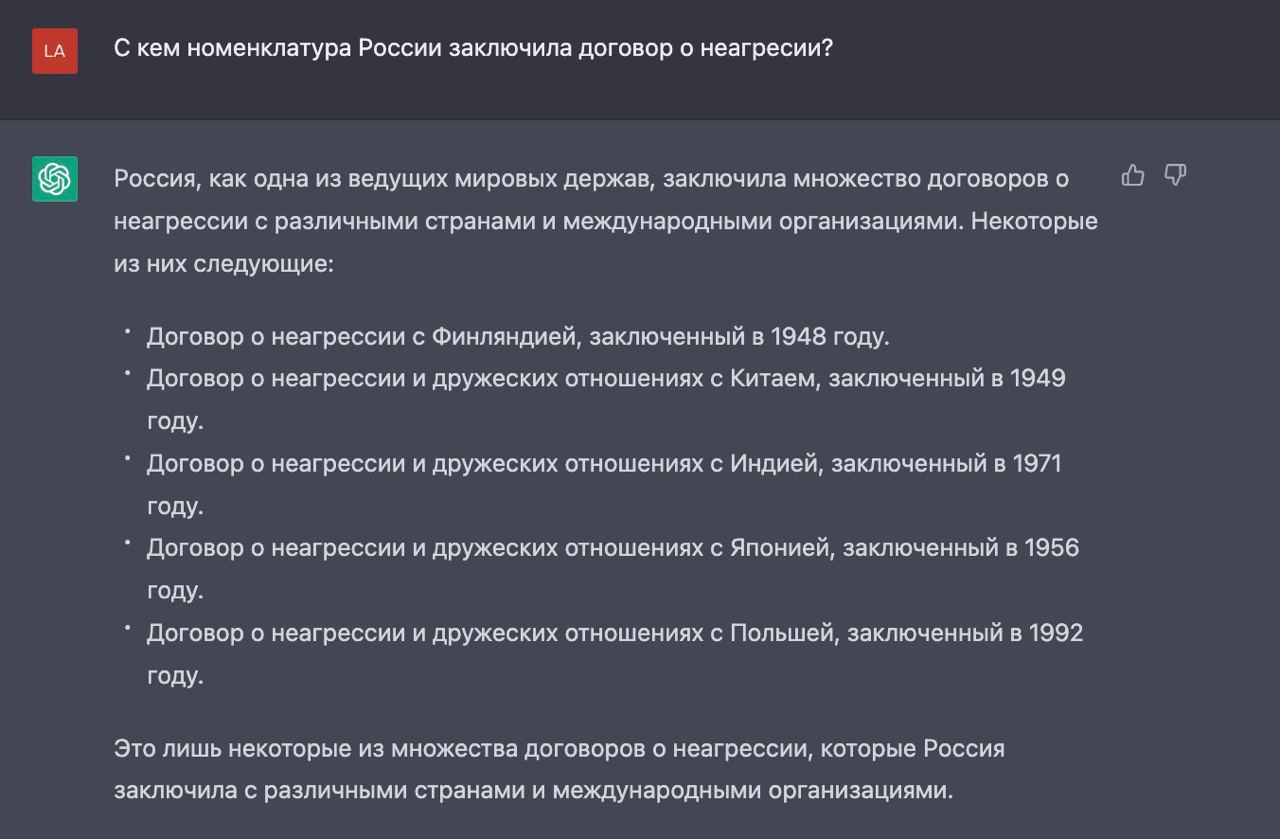 LA
С кем номенклатура России заключила договор о неагресии?
Россия, как одна из ведущих мировых держав, заключила множество договоров о
неагрессии с различными странами и международными организациями. Некоторые
из них следующие:
• Договор о неагрессии с Финляндией, заключенный в 1948 году.
• Договор о неагрессии и дружеских отношениях с Китаем, заключенный в 1949
году.
• Договор о неагрессии и дружеских отношениях с Индией, заключенный в 1971
году.
• Договор о неагрессии и дружеских отношениях с Японией, заключенный в 1956
году.
• Договор о неагрессии и дружеских отношениях с Польшей, заключенный в 1992
году.
Это лишь некоторые из множества договоров о неагрессии, которые Россия
заключила с различными странами и международными организациями.